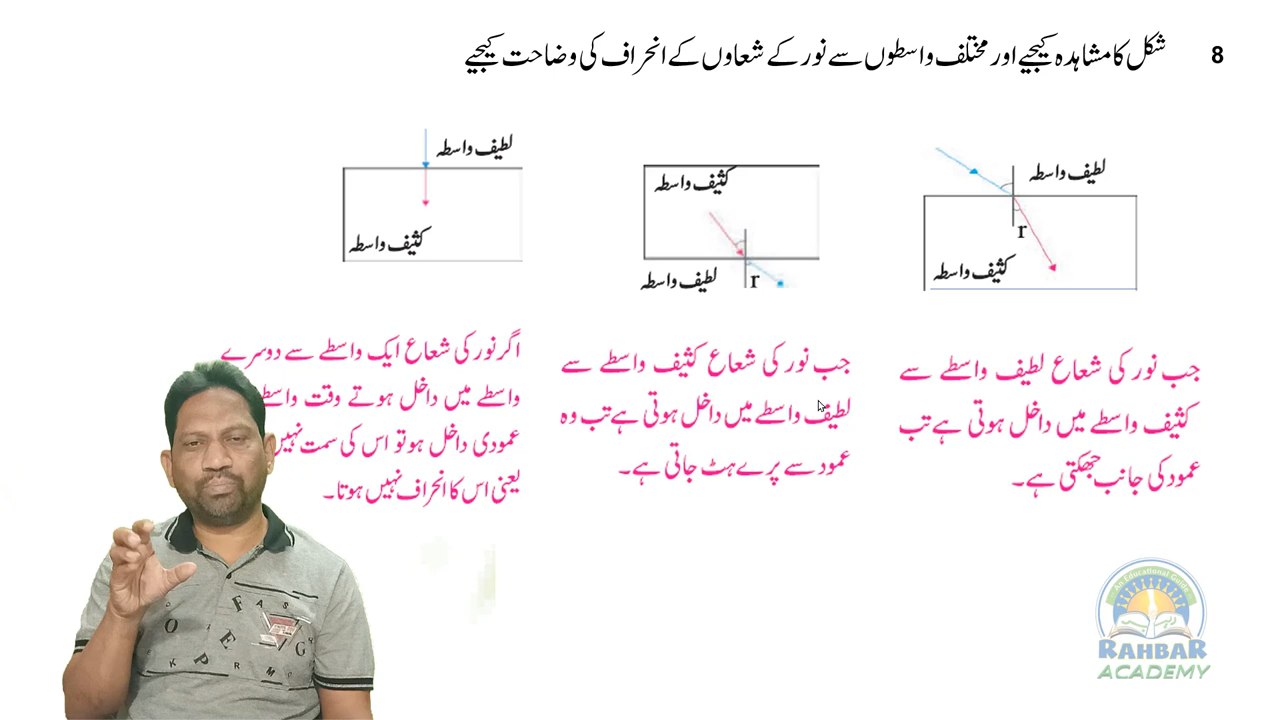 8 شکل کا مشاہدہ کیجیے اور مختلف واسطوں سے نور کے شعاوں کے انحراف کی وضاحت کیجیے
لطیف واسطہ
r
کثیف واسطہ
جب نور کی شعاع لطیف واسطے سے
کثیف واسطے میں داخل ہوتی ہے تب
عمود کی جانب جھکتی ہے۔
کثیف واسطہ
لطیف واسطہ
r
جب نور کی شعاع کثیف واسطے سے
لطیف واسطے میں داخل ہوتی ہے تب وہ
عمود سے پرے ہٹ جاتی ہے۔
لطیف واسطہ
کثیف واسطہ
اگر نور کی شعاع ایک واسطے سے دوسرے
واسطے میں داخل ہوتے وقت
عمودی داخل ہو تو اس کی سمت نہیں
یعنی اس کا انحراف نہیں ہوتا۔
An Educational Guide
رہبر
RAHBAR
ACADEMY
F A S
O E G
K P R M